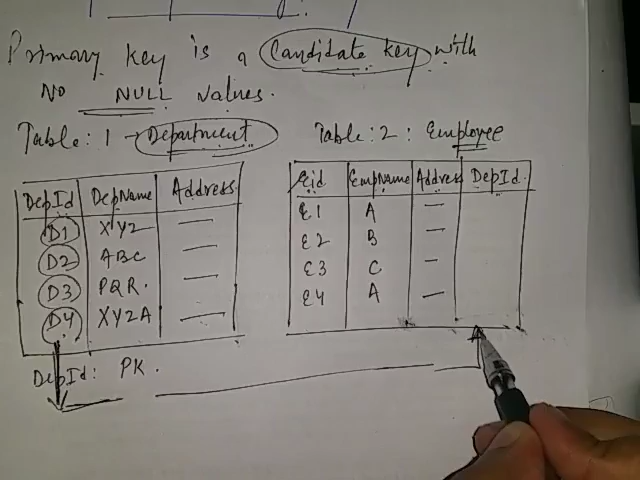 Primary key is a Candidate key with
No NULL values.
Table: 1 → Department
Table: 2 : Employee
DepId DepName Address
D1 XYZ —
D2 ABC —
D3 PQR. —
D4 XYZA —
DepId: PK.
Eid EmpName Address DepId.
E1 A —
E2 B —
E3 C -
E4 A —